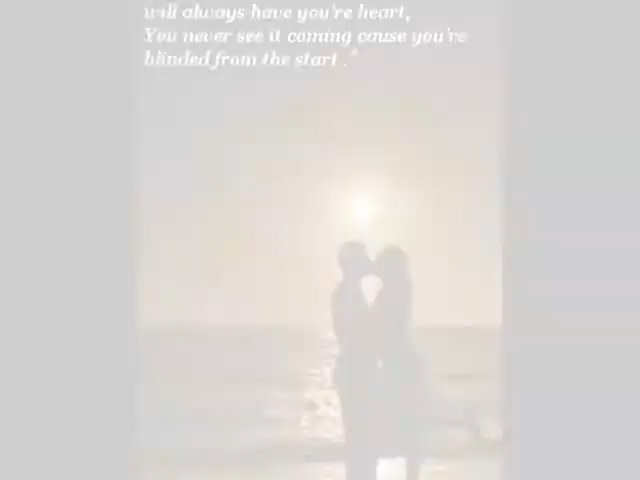 will always have you're heart,
You never see it coming cause you're
blinded from the start ."